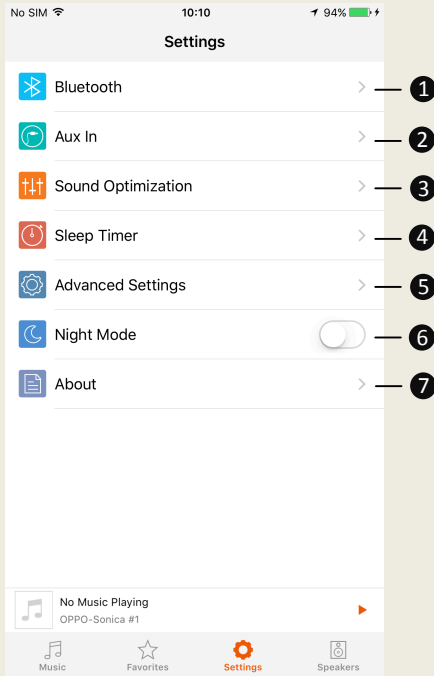 No SIM 10:10 94%
Settings
Bluetooth 1
Aux In 2
Sound Optimization 3
Sleep Timer 4
Advanced Settings 5
Night Mode 6
About 7
No Music Playing
OPPO-Sonica #1
Music Favorites Settings Speakers